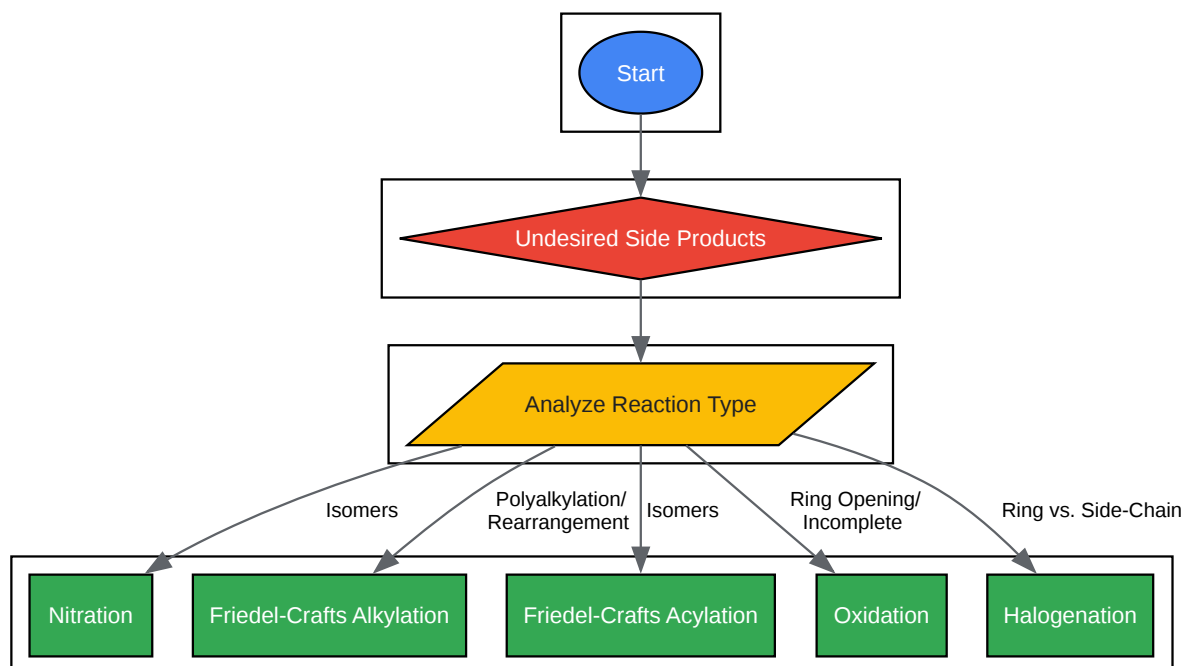 Start
Undesired Side Products
Analyze Reaction Type
Isomers
Polyalkylation/
Rearrangement
Isomers
Ring Opening/
Incomplete
Ring vs. Side-Chain
Nitration
Friedel-Crafts Alkylation
Friedel-Crafts Acylation
Oxidation
Halogenation